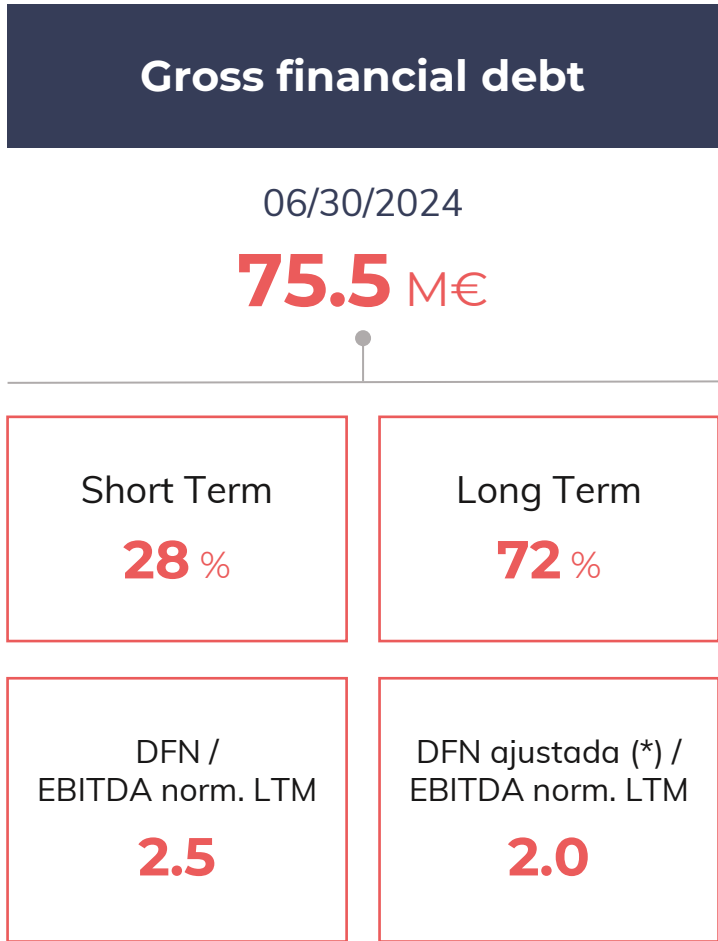 Gross financial debt
06/30/2024
75.5 M€
Short Term
28 %
Long Term
72 %
DFN /
EBITDA norm. LTM
2.5
DFN ajustada (*) /
EBITDA norm. LTM
2.0